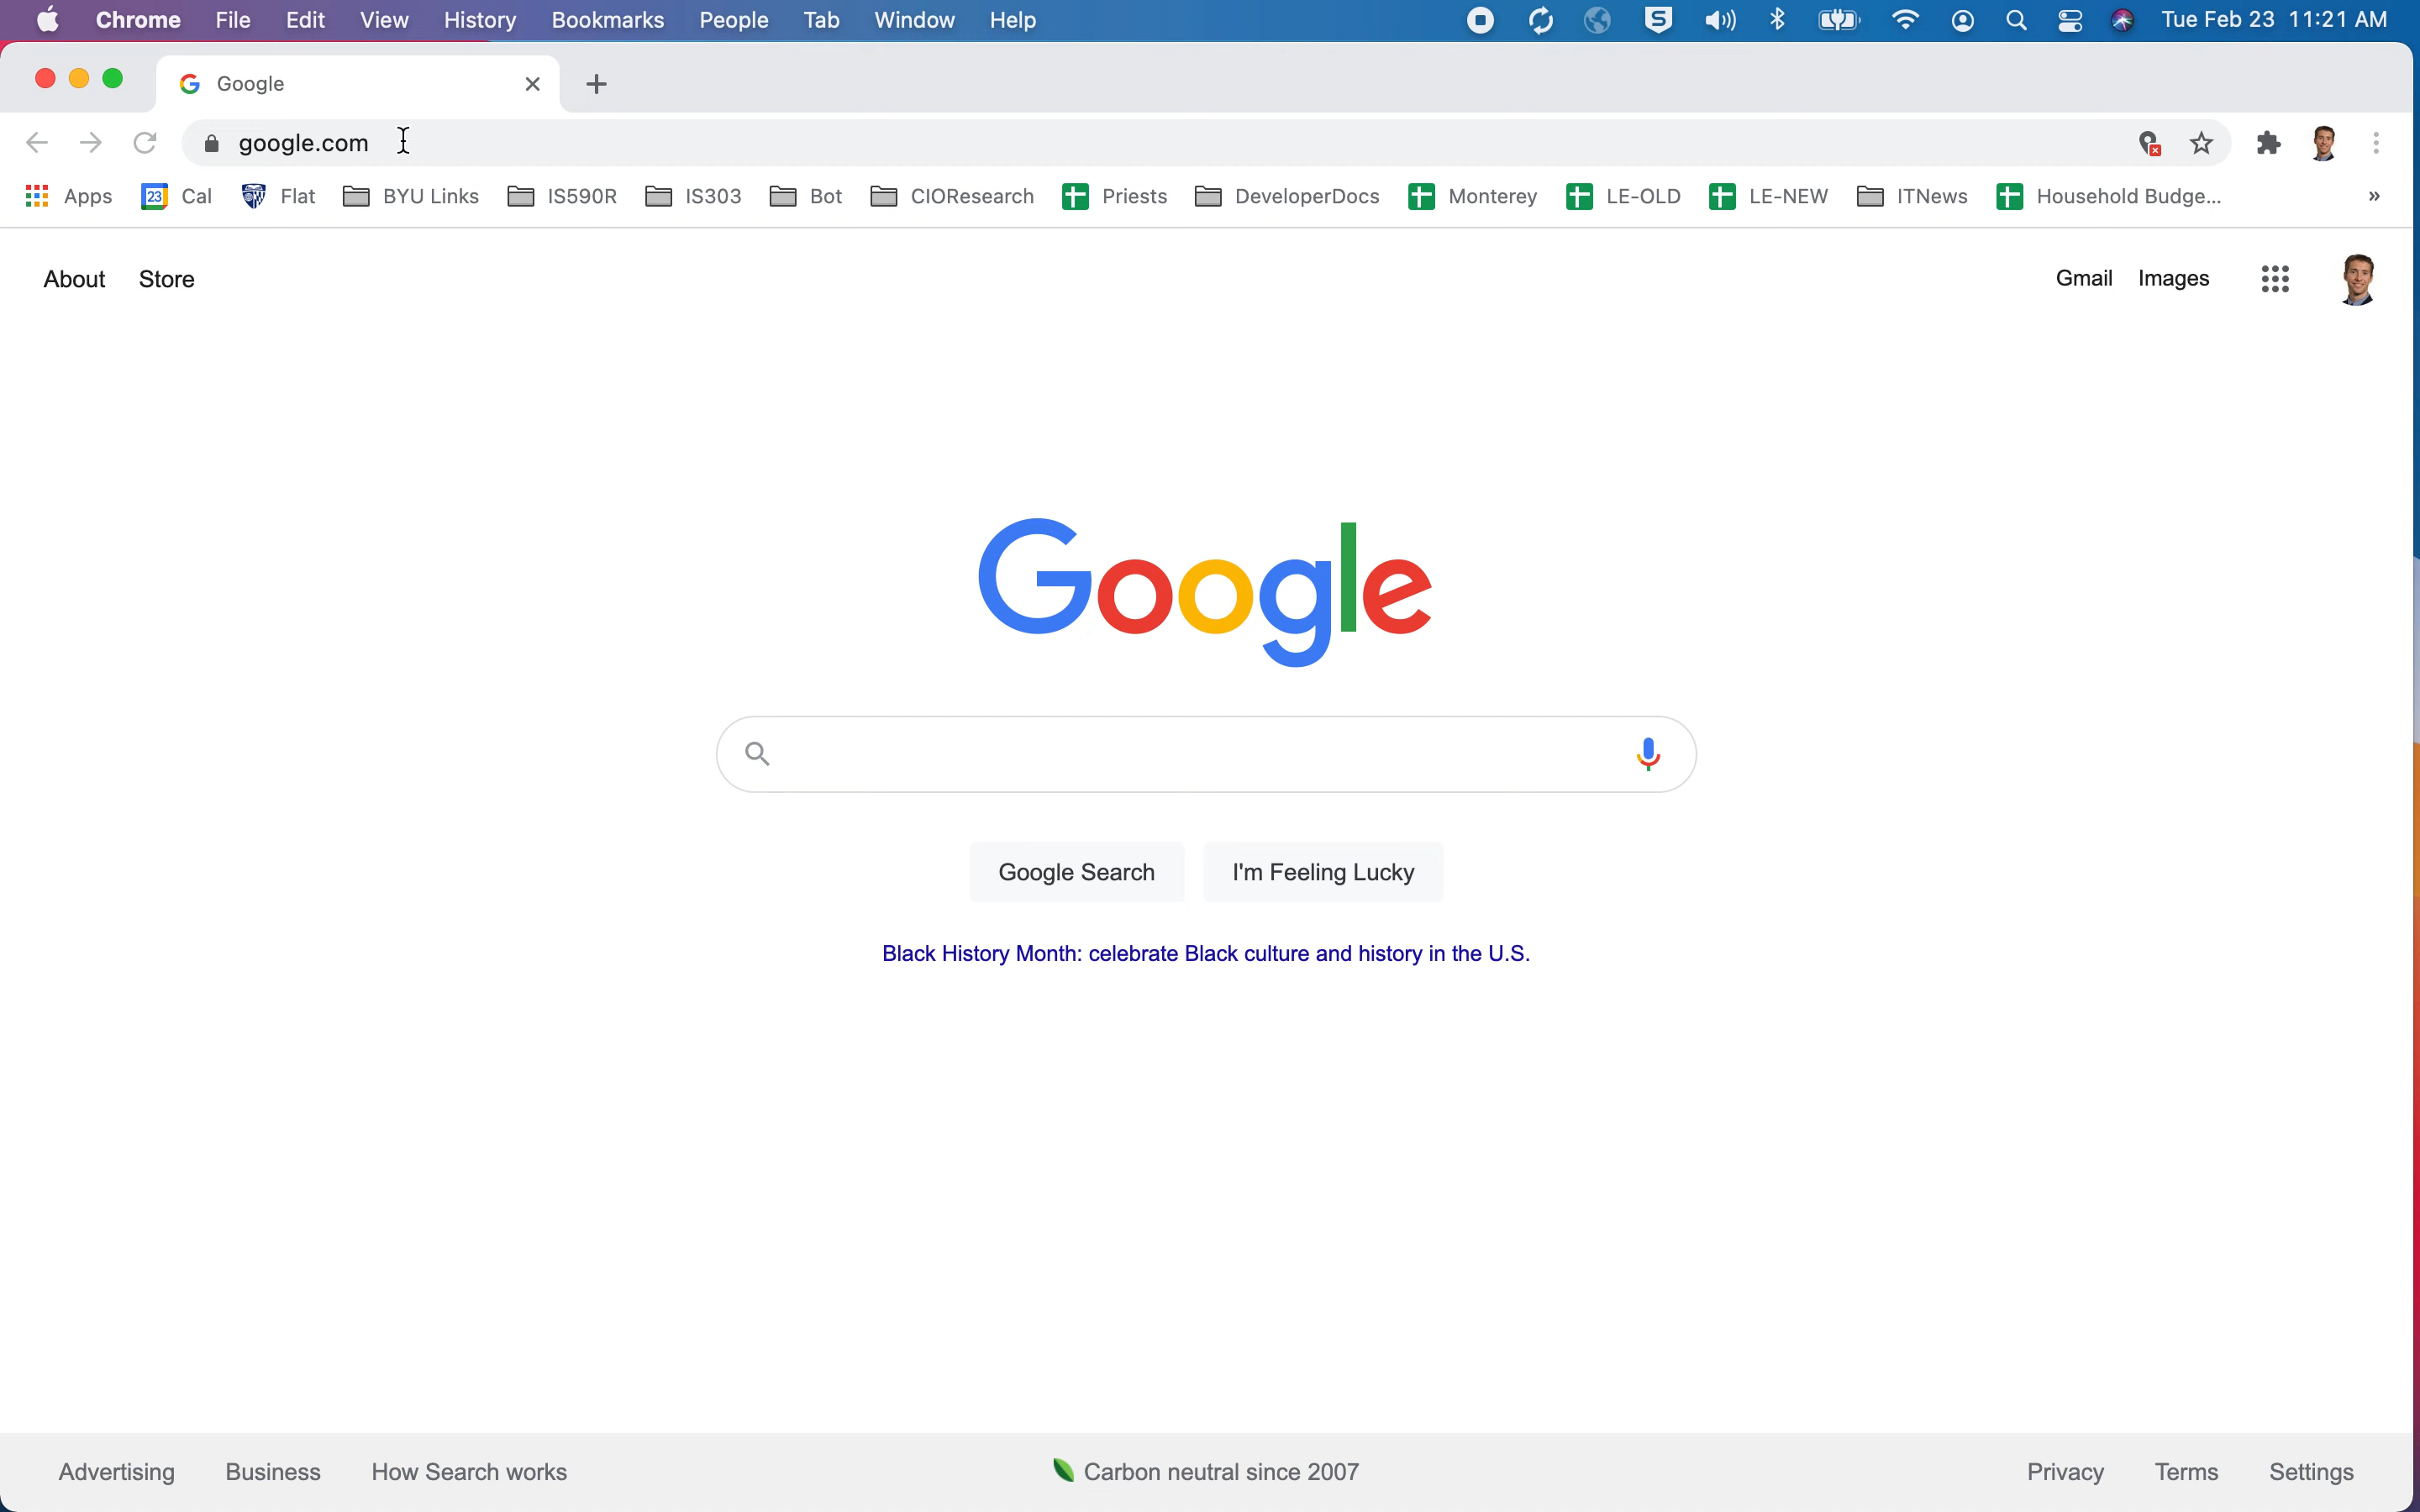 Chrome File Edit View History Bookmarks People Tab Window Help S Tue Feb 23 11:21 AM
Google
google.com
Apps 23 Cal Flat BYU Links IS590R IS303 Bot CIOResearch Priests DeveloperDocs Monterey LE-OLD LE-NEW ITNews Household Budge... »
About Store Gmail Images
Google
Google Search I'm Feeling Lucky
Black History Month: celebrate Black culture and history in the U.S.
Advertising Business How Search works Carbon neutral since 2007 Privacy Terms Settings